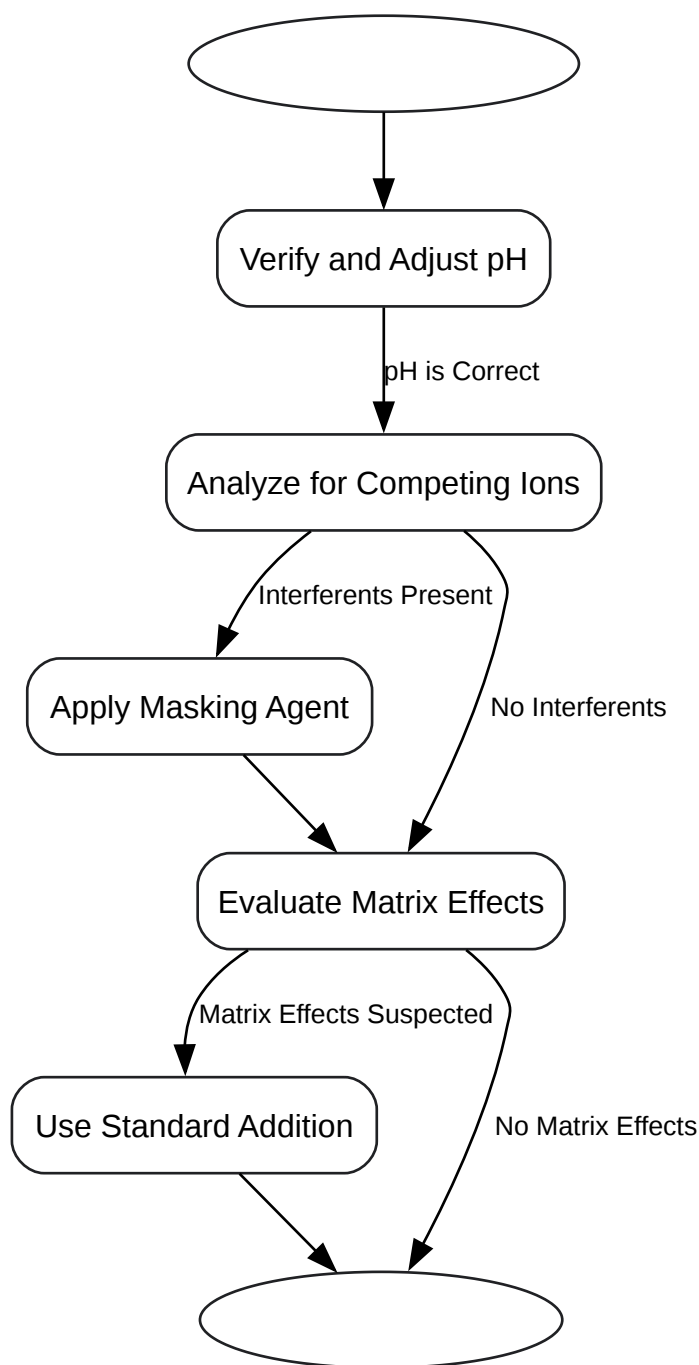 Verify and Adjust pH
pH is Correct
Analyze for Competing Ions
Interferents Present
Apply Masking Agent
No Interferents
Evaluate Matrix Effects
Matrix Effects Suspected
Use Standard Addition
No Matrix Effects